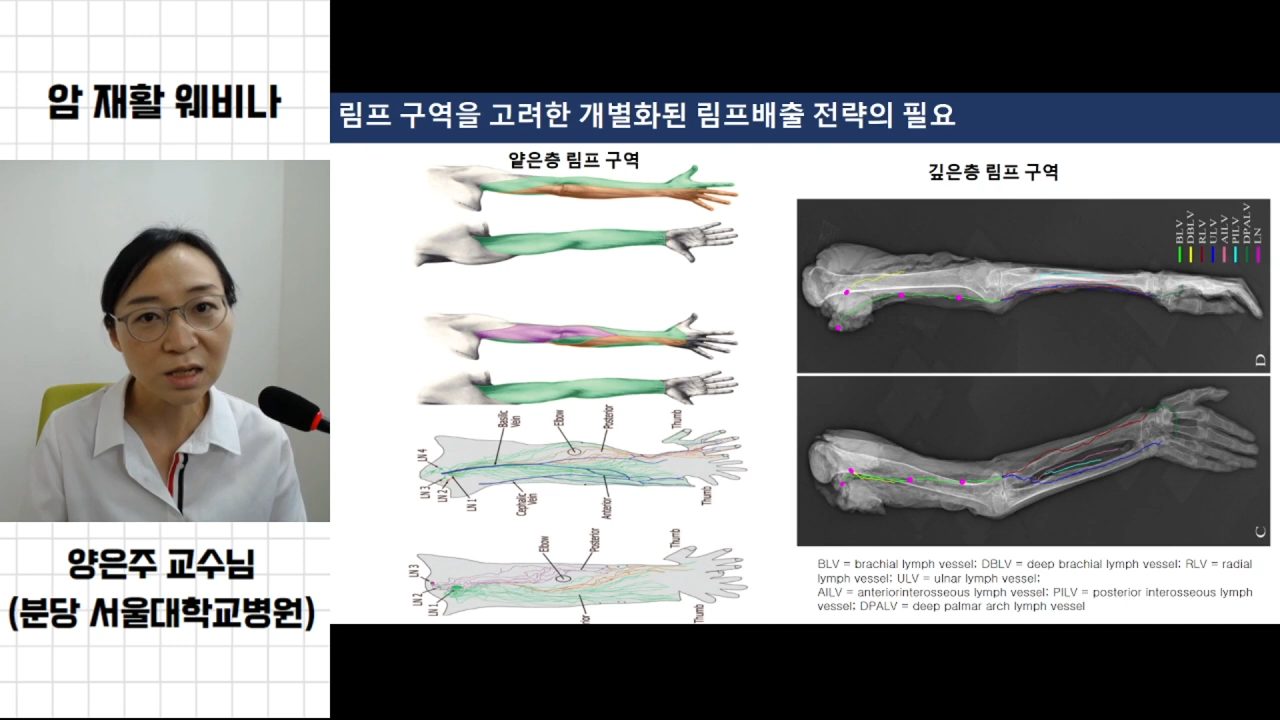 암 재활 웨비나
양은주 교수님
(분당 서울대학교병원)
림프 구역을 고려한 개별화된 림프배출 전략의 필요
얕은층 림프 구역
깊은층 림프 구역
Basilic
Vein
Elbow
Posterior
Thumb
LN 4
LN 3
LN 2
LN 1
Cephalic
Vein
Anterior
Thumb
Elbow
Posterior
Thumb
LN 3
LN 2
LN 1
rior
Thumb
BLV
DBLV
RLV
ULV
AILV
PILV
DPALV
LN
D
C
BLV = brachial lymph vessel; DBLV = deep brachial lymph vessel; RLV = radial
lymph vessel; ULV = ulnar lymph vessel;
AILV = anteriorinterosseous lymph vessel; PILV = posterior interosseous lymph
vessel; DPALV = deep palmar arch lymph vessel